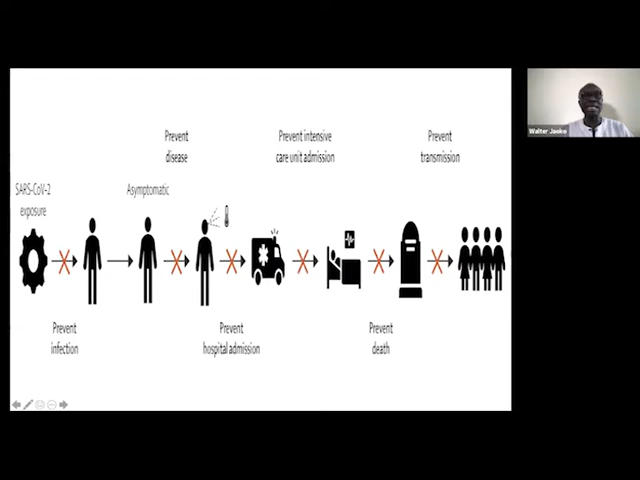 Prevent
disease
Prevent intensive
care unit admission
Prevent
transmission
SARS-CoV-2
exposure
Asymptomatic
Prevent
infection
Prevent
hospital admission
Prevent
death
Walter Jaoko